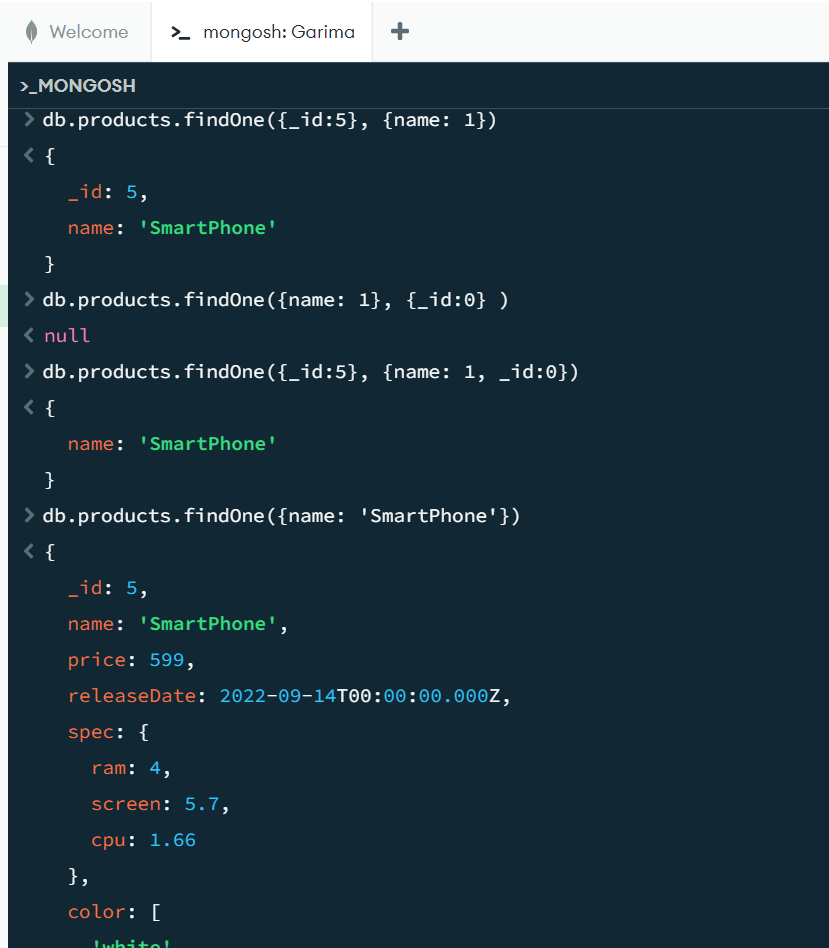 Welcome
>_ mongosh: Garima
+
>_MONGOSH
> db.products.findOne({_id:5}, {name: 1})
< {
_id: 5,
name: 'SmartPhone'
}
> db.products.findOne({name: 1}, {_id:0} )
< null
> db.products.findOne({_id:5}, {name: 1, _id:0})
< {
name: 'SmartPhone'
}
> db.products.findOne({name: 'SmartPhone'})
< {
_id: 5,
name: 'SmartPhone',
price: 599,
releaseDate: 2022-09-14T00:00:00.000Z,
spec: {
ram: 4,
screen: 5.7,
cpu: 1.66
},
color: [
'white'